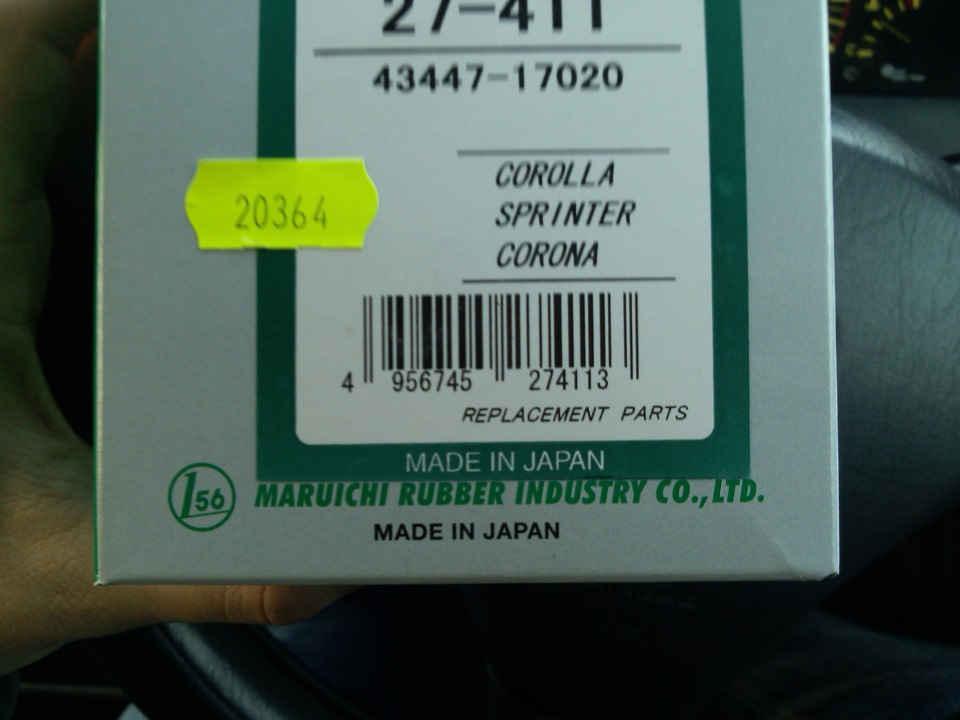 27-411
43447-17020
COROLLA
20364
SPRINTER
CORONA
4 956745 274113
REPLACEMENT PARTS
MADE IN JAPAN
156 MARUICHI RUBBER INDUSTRY CO.,LTD.
MADE IN JAPAN